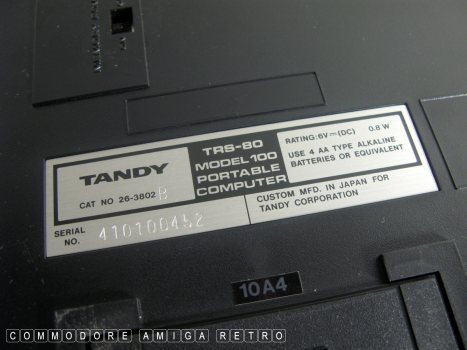 TANDY
CAT NO 26-3802 B
TRS-80
MODEL 100
PORTABLE
COMPUTER
RATING: 6V⎓(DC) 0.8 W
USE 4 AA TYPE ALKALINE
BATTERIES OR EQUIVALENT
SERIAL
NO. 410100452
CUSTOM MFD. IN JAPAN FOR
TANDY CORPORATION
10A4
COMMODORE AMIGA RETRO